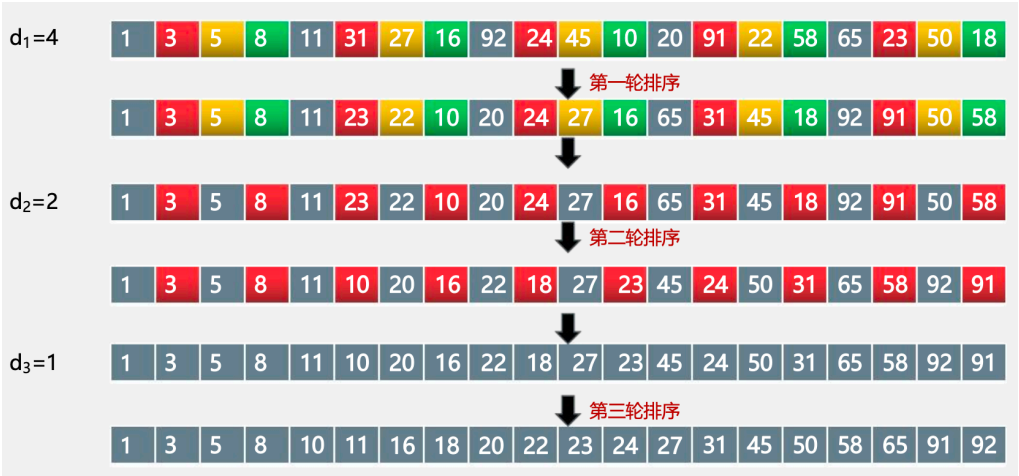 d₁=4 1 3 5 8 11 31 27 16 92 24 45 10 20 91 22 58 65 23 50 18
第一轮排序
1 3 5 8 11 23 22 10 20 24 27 16 65 31 45 18 92 91 50 58
d₂=2 1 3 5 8 11 23 22 10 20 24 27 16 65 31 45 18 92 91 50 58
第二轮排序
1 3 5 8 11 10 20 16 22 18 27 23 45 24 50 31 65 58 92 91
d₃=1 1 3 5 8 11 10 20 16 22 18 27 23 45 24 50 31 65 58 92 91
第三轮排序
1 3 5 8 10 11 16 18 20 22 23 24 27 31 45 50 58 65 91 92